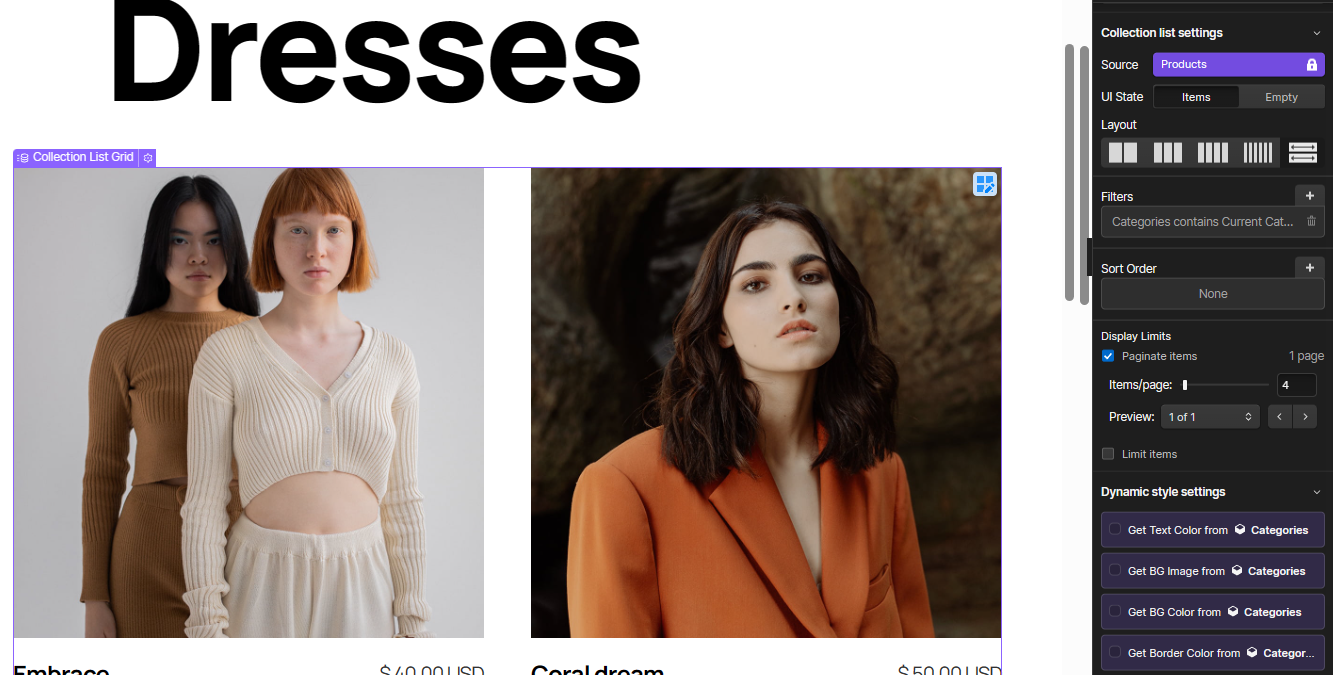 Dresses
Collection List Grid
Embrace
$ 40.00 USD
Coral dream
$ 50.00 USD
Collection list settings
Source Products
UI State Items Empty
Layout
Filters +
Categories contains Current Cat...
Sort Order +
None
Display Limits
Paginate items 1 page
Items/page: 4
Preview: 1 of 1
Limit items
Dynamic style settings
Get Text Color from Categories
Get BG Image from Categories
Get BG Color from Categories
Get Border Color from Categor...